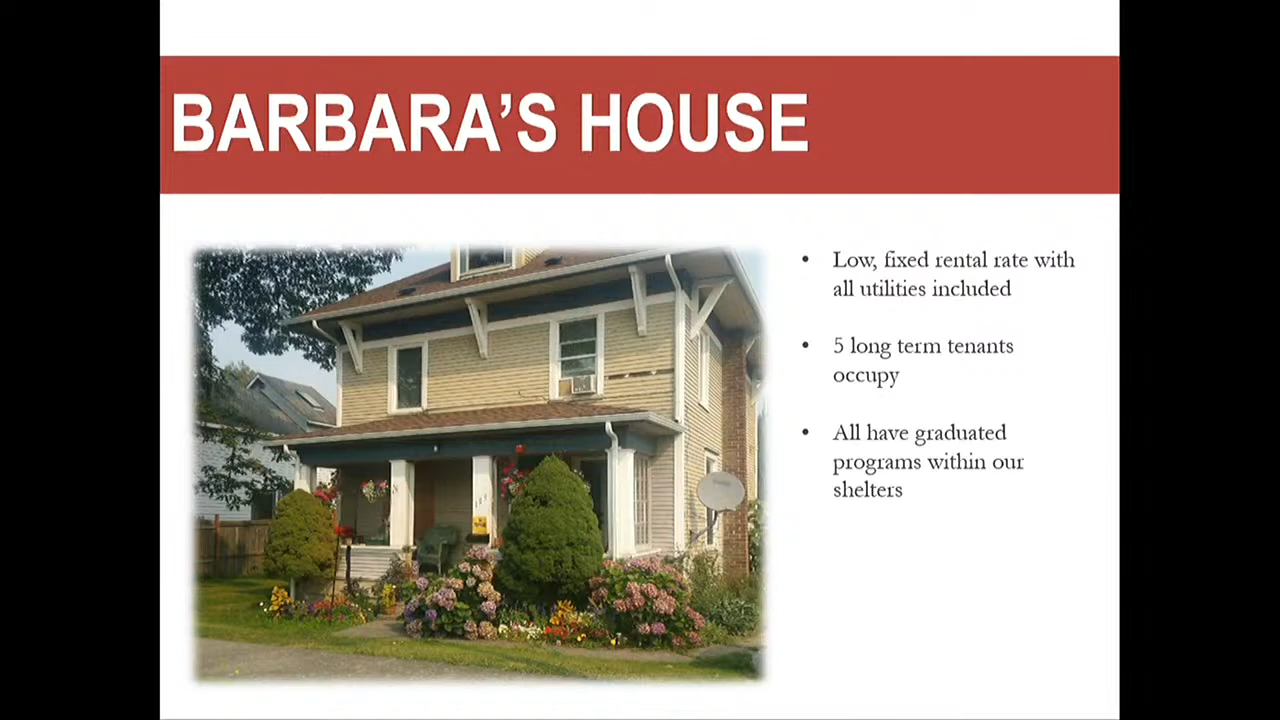 BARBARA’S HOUSE
• Low, fixed rental rate with
all utilities included
• 5 long term tenants
occupy
• All have graduated
programs within our
shelters